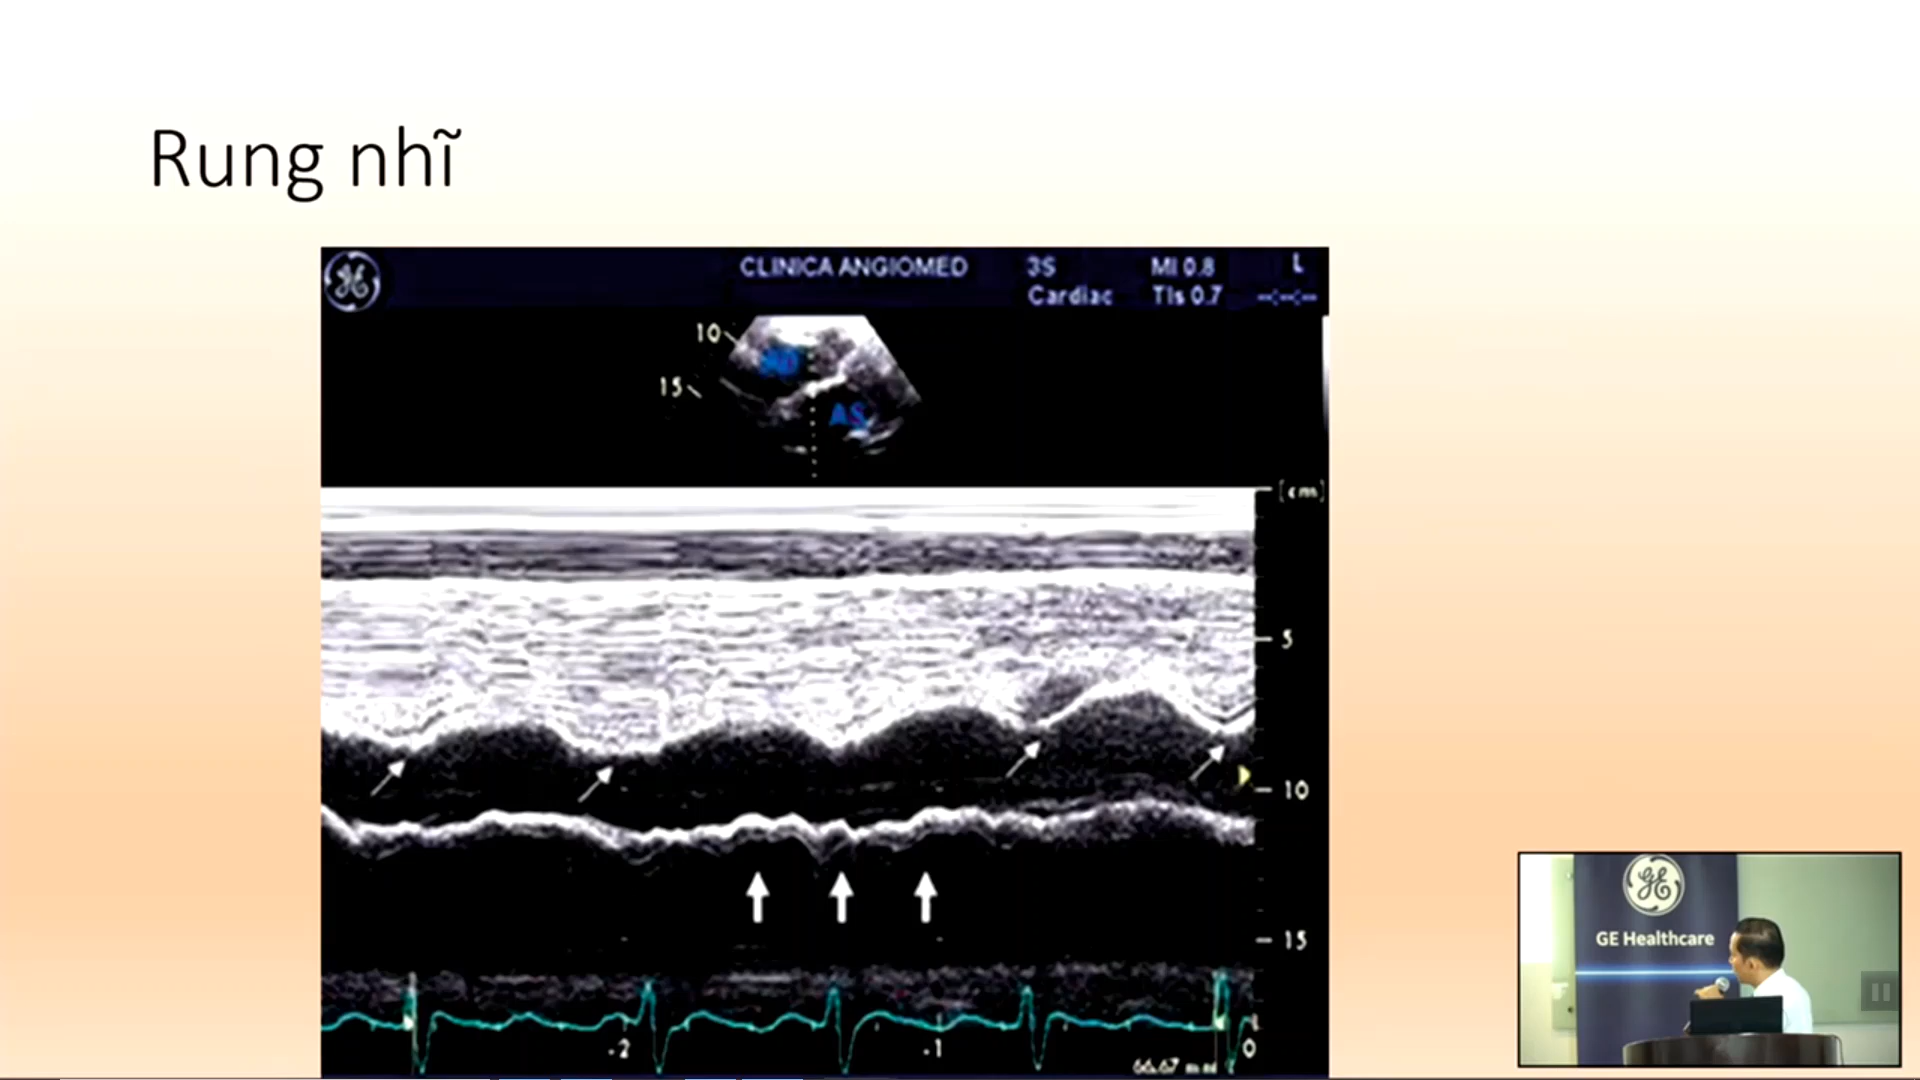 Rung nhĩ
CLINICA ANGIOMED
3S
MI 0.8
L
Cardiac
TIs 0.7
10
15
AS
[cm]
5
10
15
-2
-1
0
GE
GE Healthcare